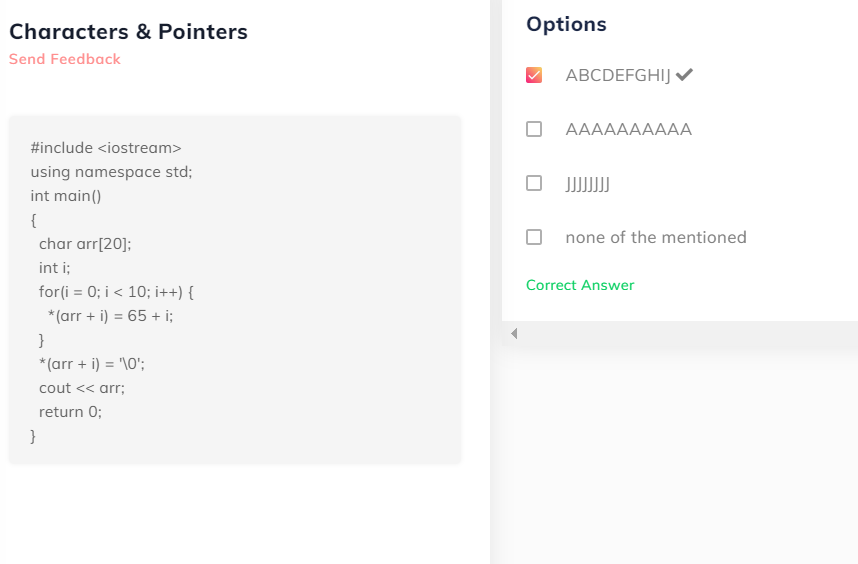 Characters & Pointers
Send Feedback
#include <iostream>
using namespace std;
int main()
{
char arr[20];
int i;
for(i = 0; i < 10; i++) {
*(arr + i) = 65 + i;
}
*(arr + i) = '\0';
cout << arr;
return 0;
}
Options
ABCDEFGHIJ
AAAAAAAAAA
JJJJJJJJ
none of the mentioned
Correct Answer